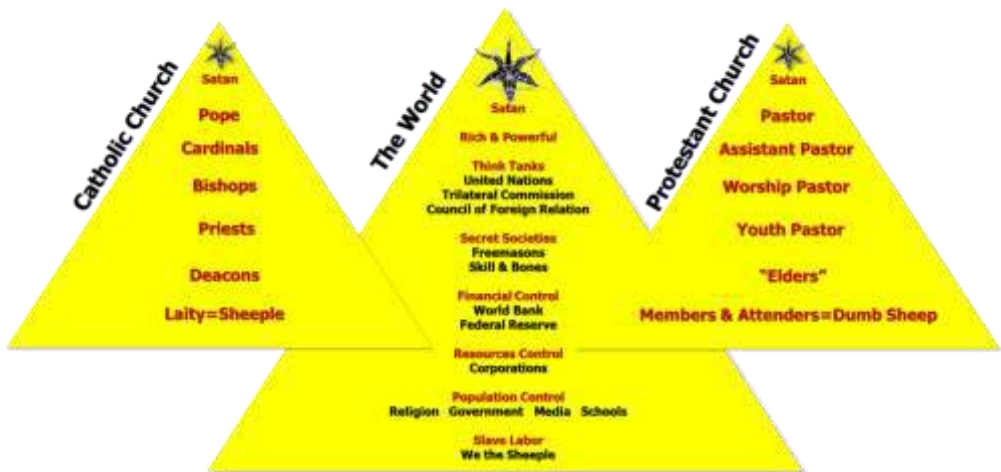 Catholic Church
Satan
Pope
Cardinals
Bishops
Priests
Deacons
Laity=Sheeple
The World
Satan
Rich & Powerful
Think Tanks
United Nations
Trilateral Commission
Council of Foreign Relation
Secret Societies
Freemasons
Skill & Bones
Financial Control
World Bank
Federal Reserve
Resources Control
Corporations
Population Control
Religion Government Media Schools
Slave Labor
We the Sheeple
Protestant Church
Satan
Pastor
Assistant Pastor
Worship Pastor
Youth Pastor
"Elders"
Members & Attenders=Dumb Sheep